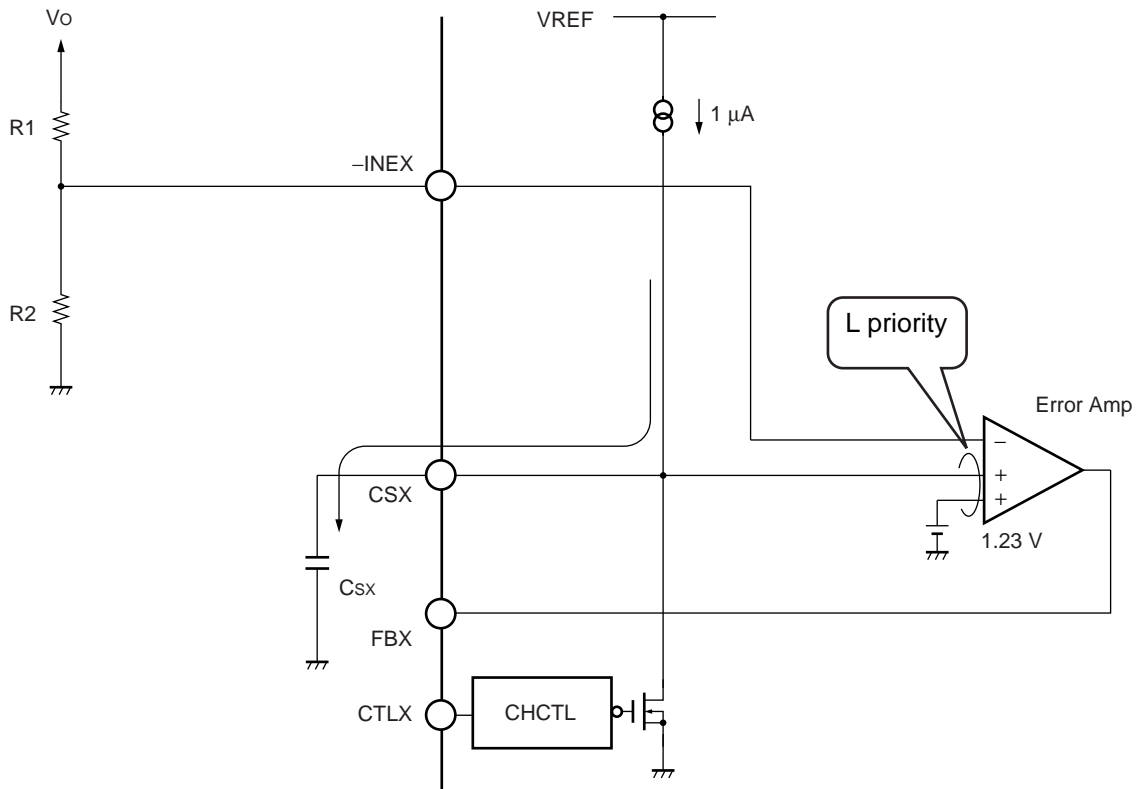 VO
VREF
R1
1 μA
−INEX
R2
L priority
Error Amp
−
CSX
+
+
1.23 V
CSX
FBX
CTLX
CHCTL